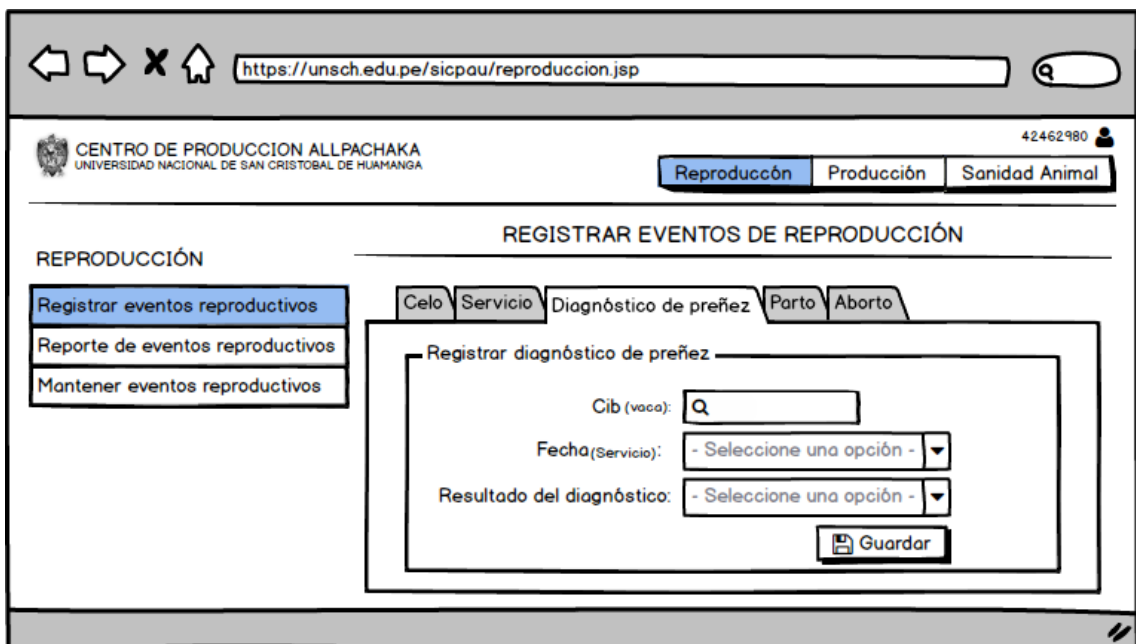 https://unsch.edu.pe/sicpau/reproduccion.jsp
42462980
CENTRO DE PRODUCCION ALLPACHAKA
UNIVERSIDAD NACIONAL DE SAN CRISTOBAL DE HUAMANGA
Reproduccón Producción Sanidad Animal
REGISTRAR EVENTOS DE REPRODUCCIÓN
REPRODUCCIÓN
Registrar eventos reproductivos
Reporte de eventos reproductivos
Mantener eventos reproductivos
Celo Servicio Diagnóstico de preñez Parto Aborto
Registrar diagnóstico de preñez
Cib (vaca):
Fecha(Servicio): - Seleccione una opción -
Resultado del diagnóstico: - Seleccione una opción -
Guardar